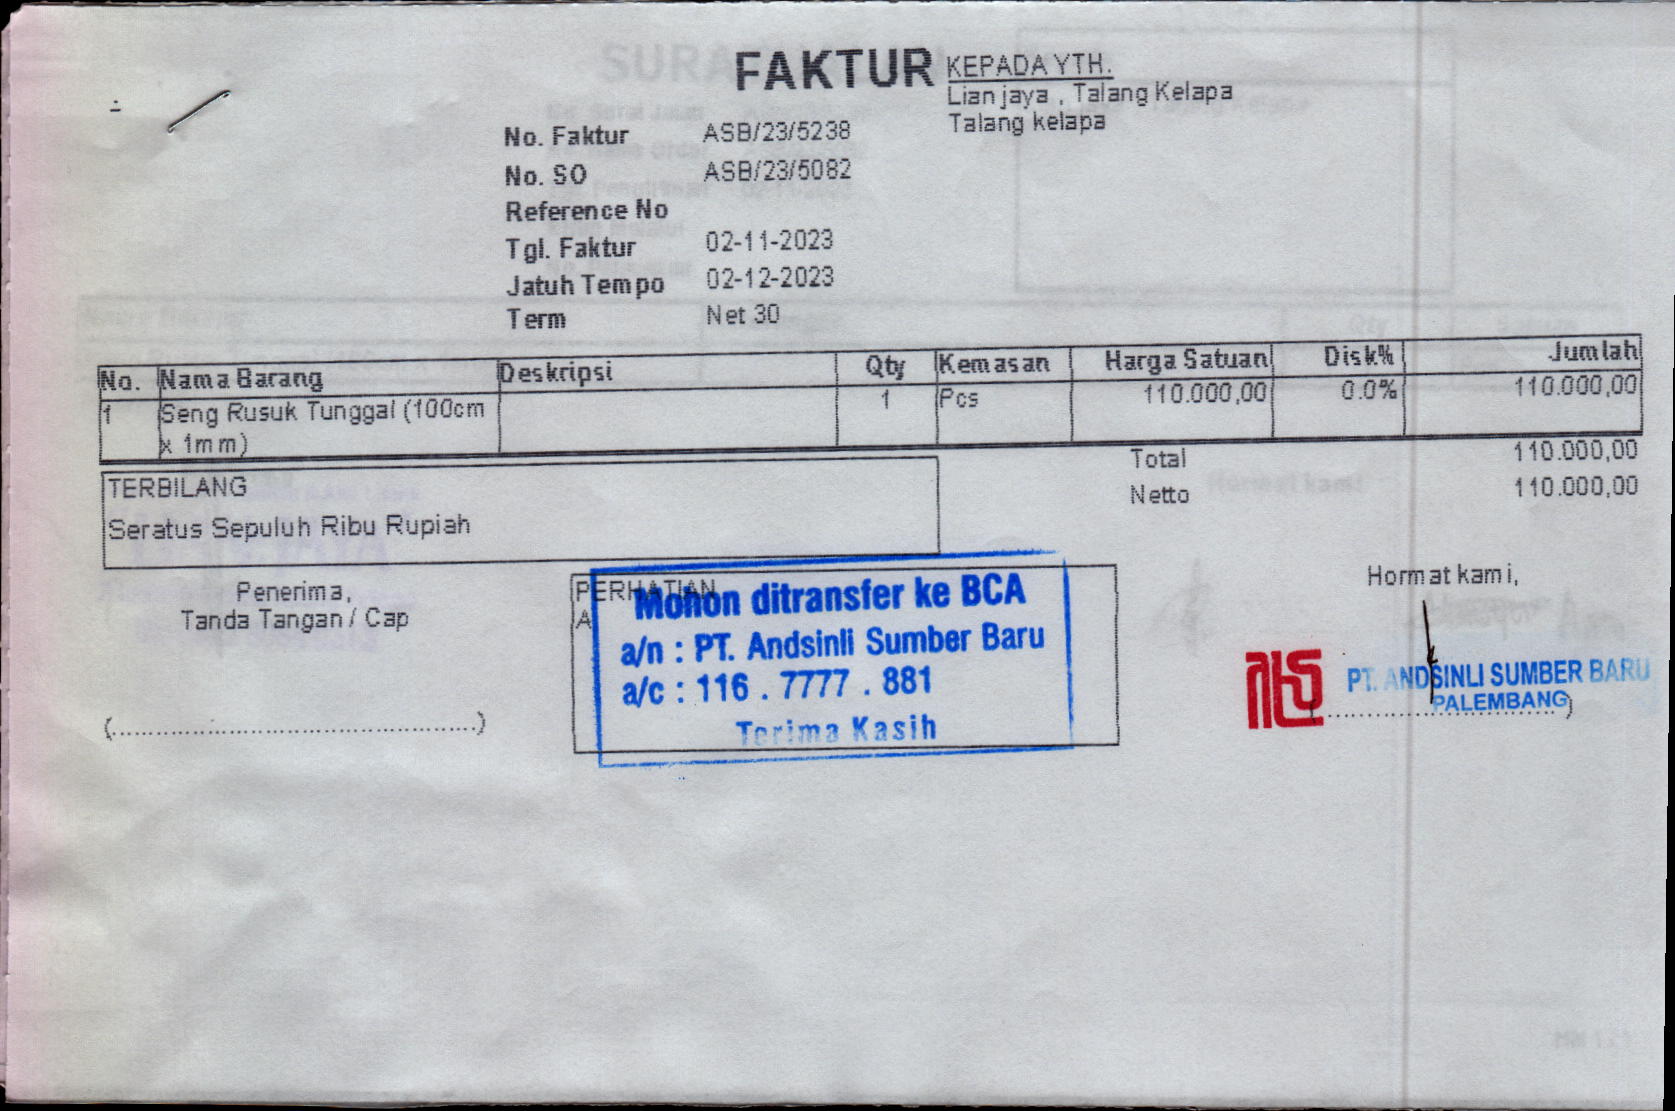 FAKTUR
KEPADA YTH.
Lian jaya , Talang Kelapa
Talang kelapa
No. Faktur ASB/23/5238
No. SO ASB/23/5082
Reference No
Tgl. Faktur 02-11-2023
Jatuh Tempo 02-12-2023
Term Net 30
No. Nama Barang Deskripsi Qty Kemasan Harga Satuan Disk% Jumlah
1 Seng Rusuk Tunggal (100cm 1 Pcs 110.000,00 0.0% 110.000,00
x 1mm)
Total 110.000,00
Netto 110.000,00
TERBILANG
Seratus Sepuluh Ribu Rupiah
Penerima,
Tanda Tangan / Cap
(..................................................)
PERHATIAN
A
Mohon ditransfer ke BCA
a/n : PT. Andsinli Sumber Baru
a/c : 116 . 7777 . 881
Terima Kasih
Hormat kami,
PT. ANDSINLI SUMBER BARU
PALEMBANG
(..................................)